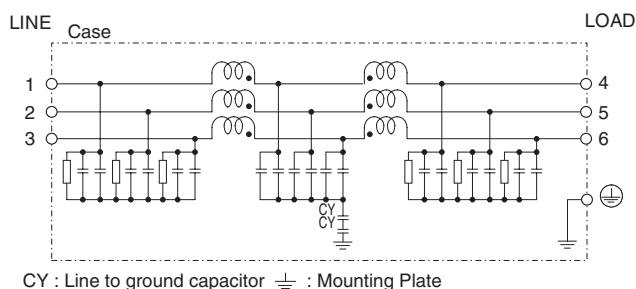 LINE
LOAD
Case
1
4
2
5
3
6
CY
CY
CY : Line to ground capacitor ⏚ : Mounting Plate